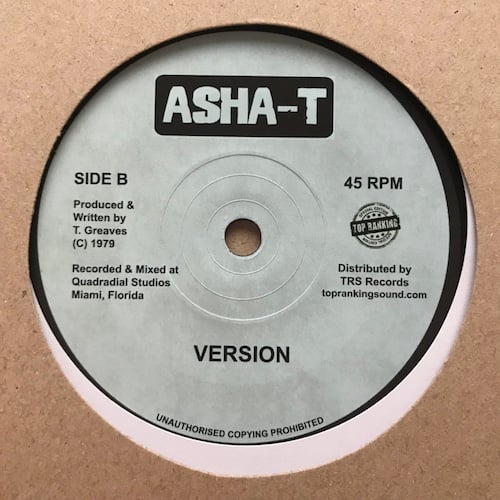 ASHA-T
SIDE B
45 RPM
Produced &
Written by
T. Greaves
(C) 1979
TOP RANKING
Recorded & Mixed at
Quadradial Studios
Miami, Florida
Distributed by
TRS Records
toprankingsound.com
VERSION
UNAUTHORISED COPYING PROHIBITED